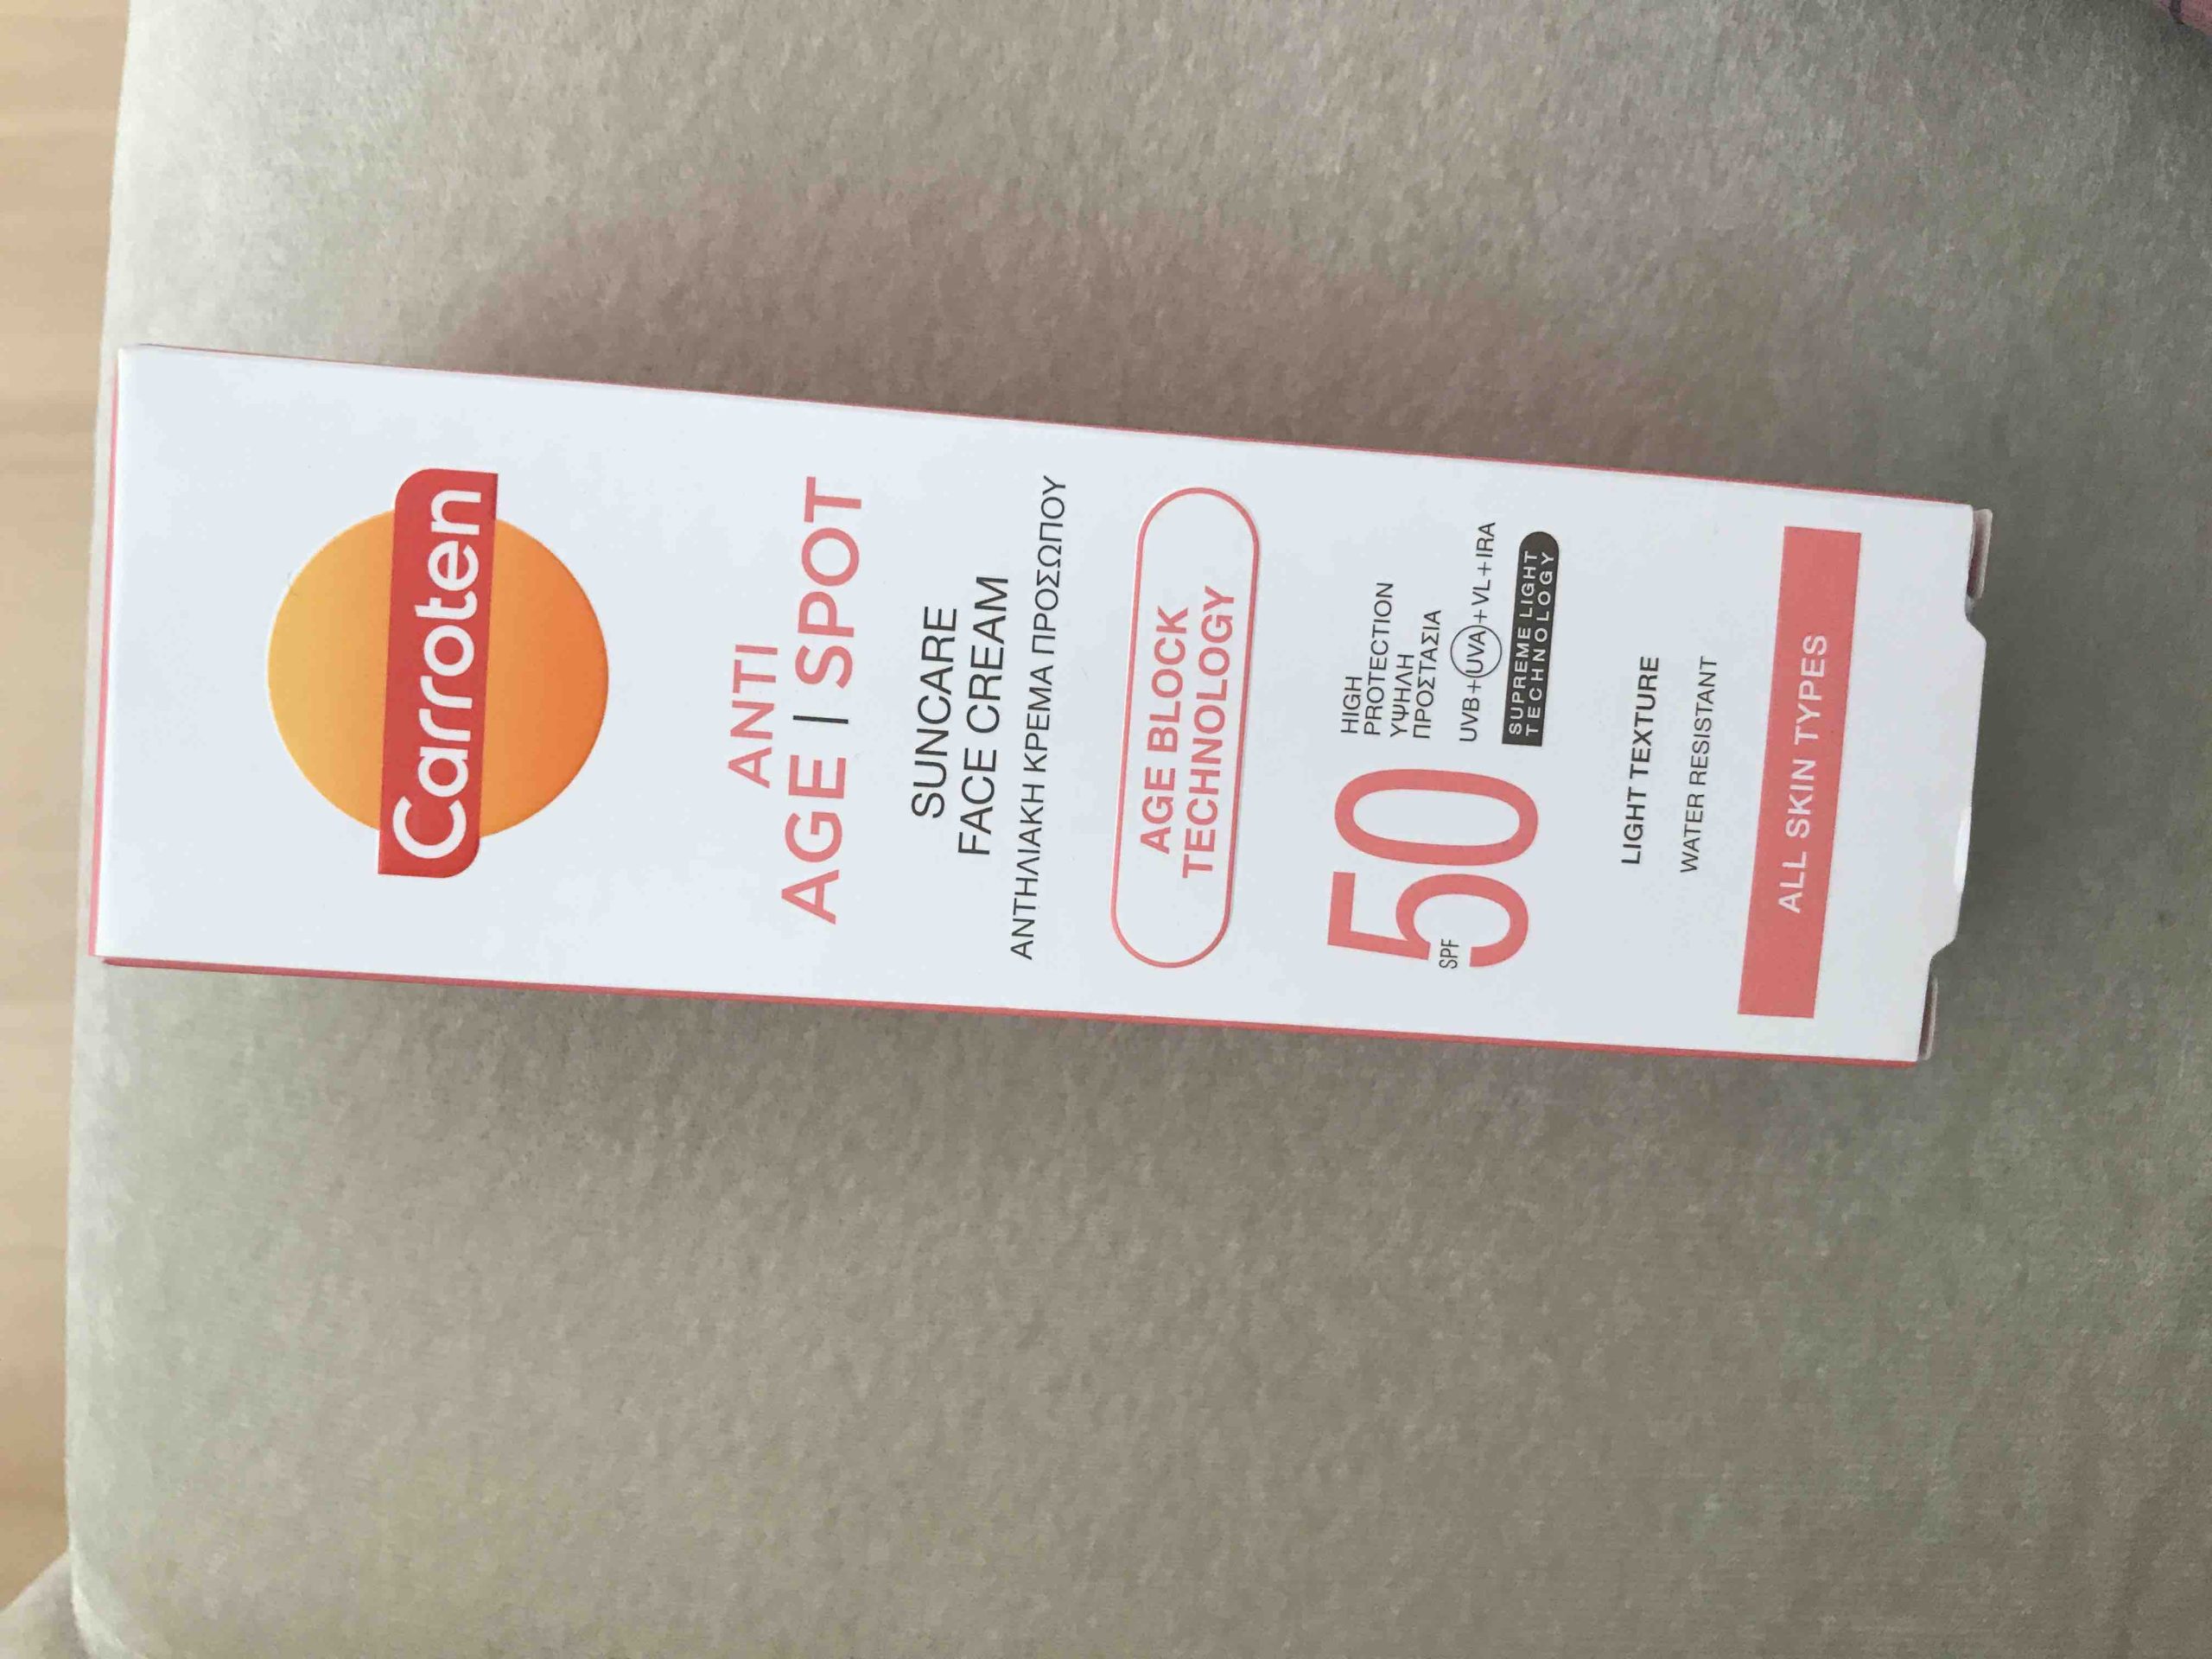 Carroten
ANTI
AGE | SPOT
SUNCARE
FACE CREAM
ΑΝΤΗΛΙΑΚΗ ΚΡΕΜΑ ΠΡΟΣΩΠΟΥ
AGE BLOCK
TECHNOLOGY
SPF 50
HIGH
PROTECTION
ΥΨΗΛΗ
ΠΡΟΣΤΑΣΙΑ
UVB+UVA+VL+IRA
SUPREME LIGHT
TECHNOLOGY
LIGHT TEXTURE
WATER RESISTANT
ALL SKIN TYPES